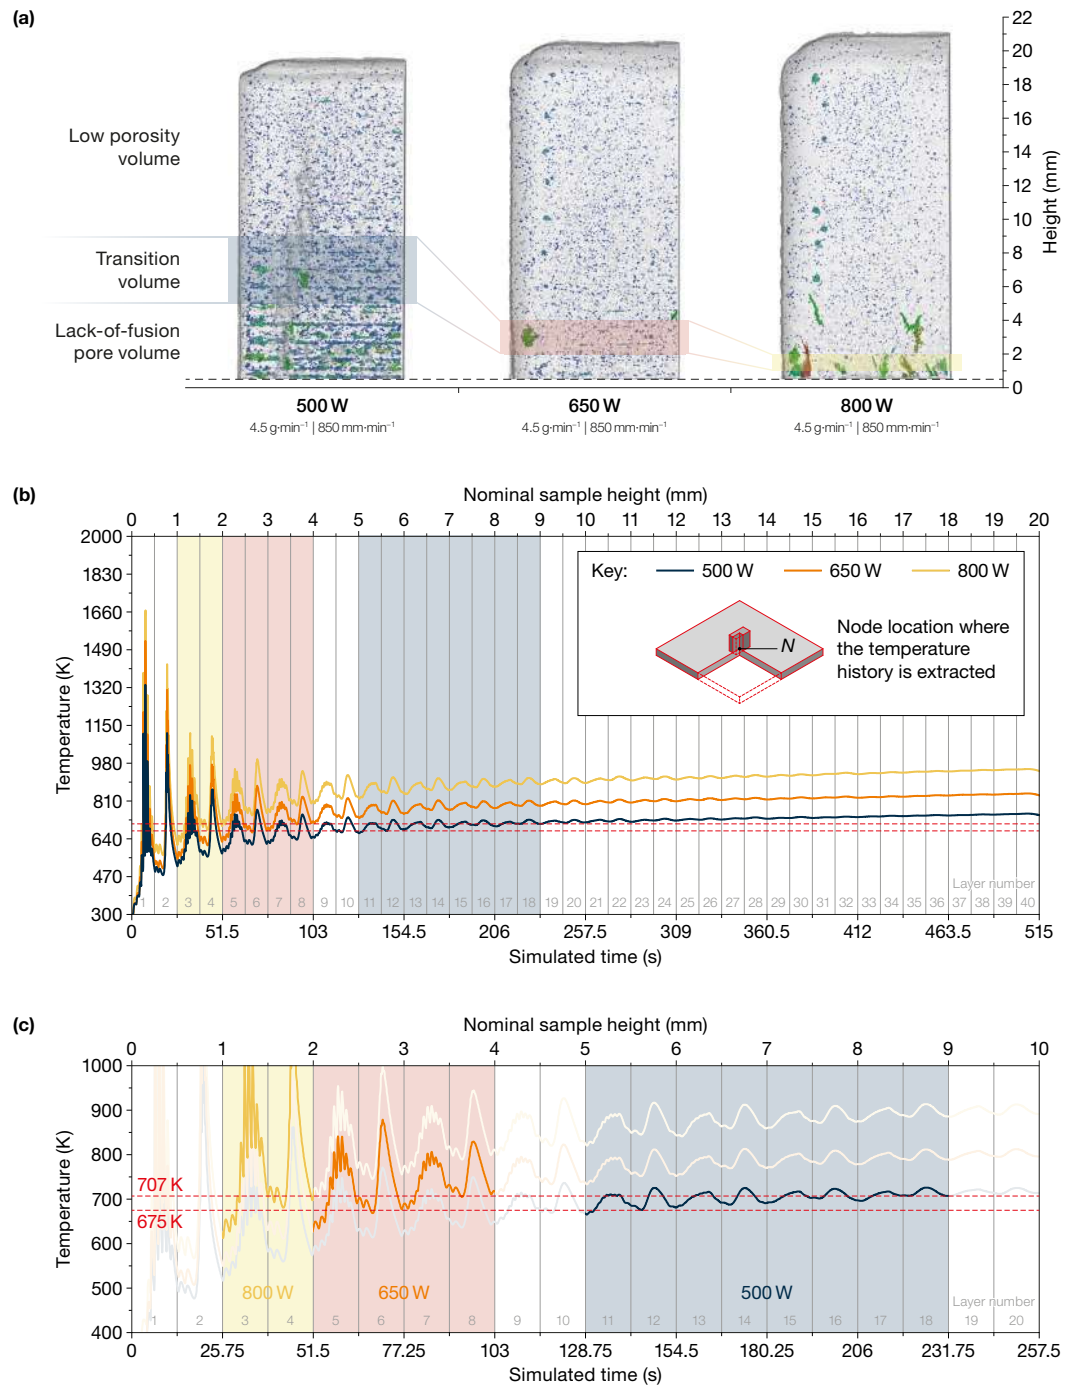 (a)
22
20
18
16
14
12
10
8
6
4
2
0
Height (mm)
Low porosity
volume
Transition
volume
Lack-of-fusion
pore volume
500 W
4.5 g·min⁻¹ | 850 mm·min⁻¹
650 W
4.5 g·min⁻¹ | 850 mm·min⁻¹
800 W
4.5 g·min⁻¹ | 850 mm·min⁻¹
(b)
Nominal sample height (mm)
0 1 2 3 4 5 6 7 8 9 10 11 12 13 14 15 16 17 18 19 20
2000
1830
1660
1490
1320
1150
980
810
640
470
300
Temperature (K)
Key: 500 W 650 W 800 W
N
Node location where
the temperature
history is extracted
Layer number
1 2 3 4 5 6 7 8 9 10 11 12 13 14 15 16 17 18 19 20 21 22 23 24 25 26 27 28 29 30 31 32 33 34 35 36 37 38 39 40
0 51.5 103 154.5 206 257.5 309 360.5 412 463.5 515
Simulated time (s)
(c)
Nominal sample height (mm)
0 1 2 3 4 5 6 7 8 9 10
1000
900
800
700
600
500
400
Temperature (K)
707 K
675 K
800 W
650 W
500 W
Layer number
1 2 3 4 5 6 7 8 9 10 11 12 13 14 15 16 17 18 19 20
0 25.75 51.5 77.25 103 128.75 154.5 180.25 206 231.75 257.5
Simulated time (s)